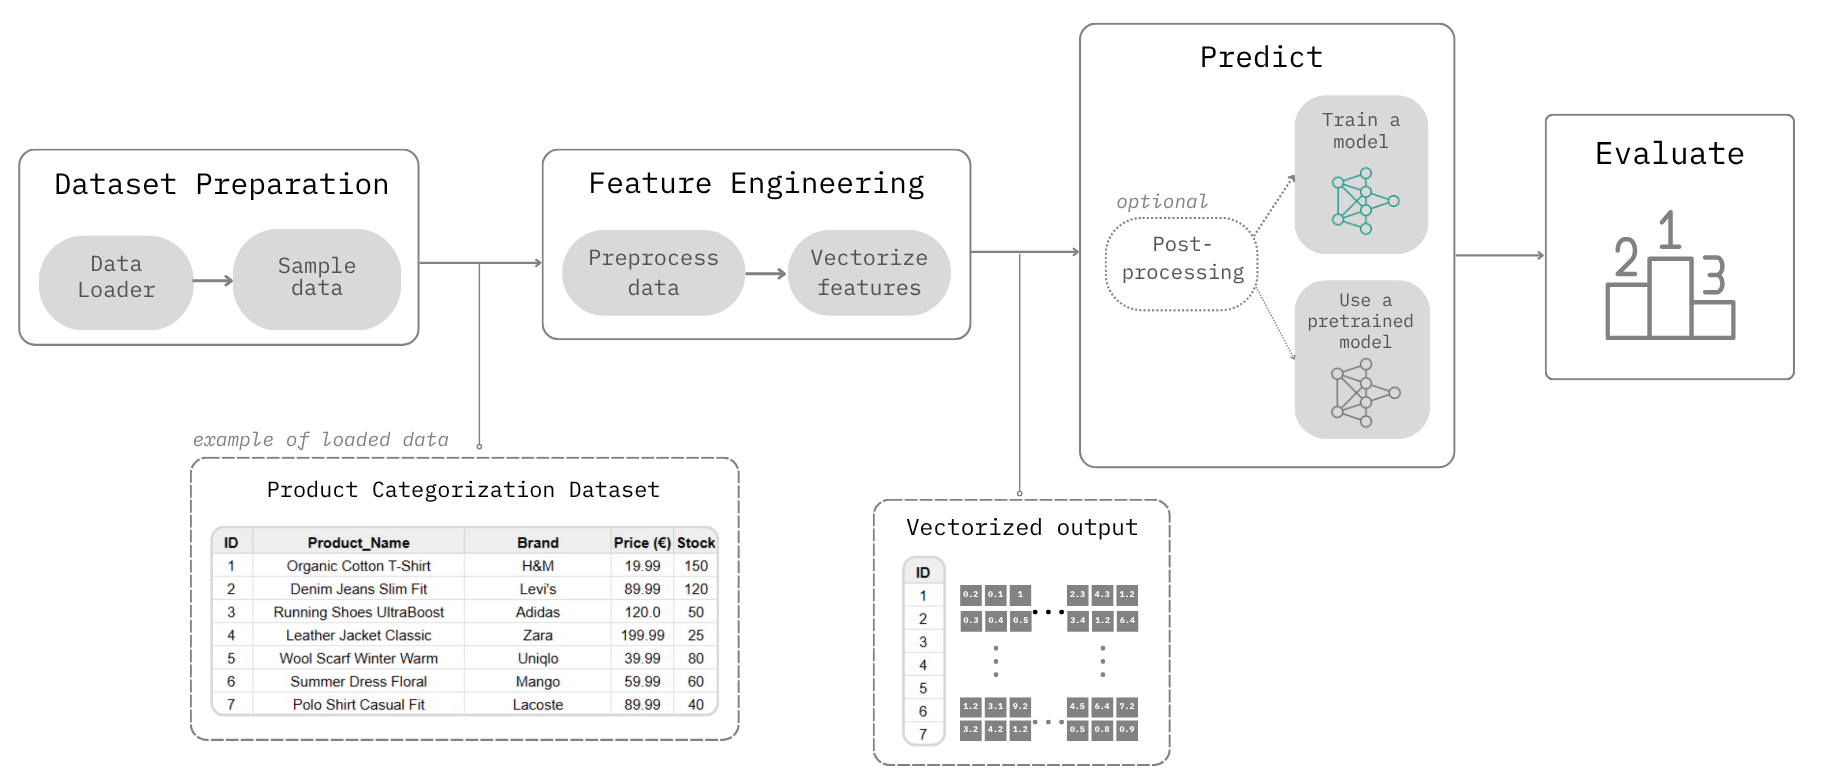 Dataset Preparation
Data
Loader
Sample
data
Feature Engineering
Preprocess
data
Vectorize
features
Predict
optional
Post-
processing
Train a
model
Use a
pretrained
model
Evaluate
1
2
3
example of loaded data
Product Categorization Dataset
ID Product_Name Brand Price (€) Stock
1 Organic Cotton T-Shirt H&M 19.99 150
2 Denim Jeans Slim Fit Levi's 89.99 120
3 Running Shoes UltraBoost Adidas 120.0 50
4 Leather Jacket Classic Zara 199.99 25
5 Wool Scarf Winter Warm Uniqlo 39.99 80
6 Summer Dress Floral Mango 59.99 60
7 Polo Shirt Casual Fit Lacoste 89.99 40
Vectorized output
ID
1 0.2 0.1 1 ... 2.3 4.3 1.2
2 0.3 0.4 0.5 3.4 1.2 6.4
3
4
5
6 1.2 3.1 9.2 ... 4.5 6.4 7.2
7 3.2 4.2 1.2 0.5 0.8 0.9